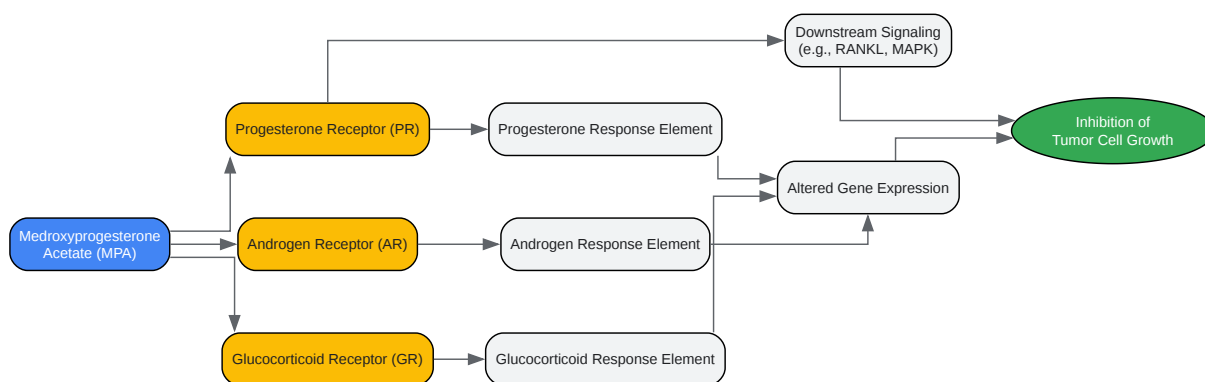 Downstream Signaling
(e.g., RANKL, MAPK)
Progesterone Receptor (PR)
Progesterone Response Element
Inhibition of
Tumor Cell Growth
Altered Gene Expression
Medroxyprogesterone
Acetate (MPA)
Androgen Receptor (AR)
Androgen Response Element
Glucocorticoid Receptor (GR)
Glucocorticoid Response Element